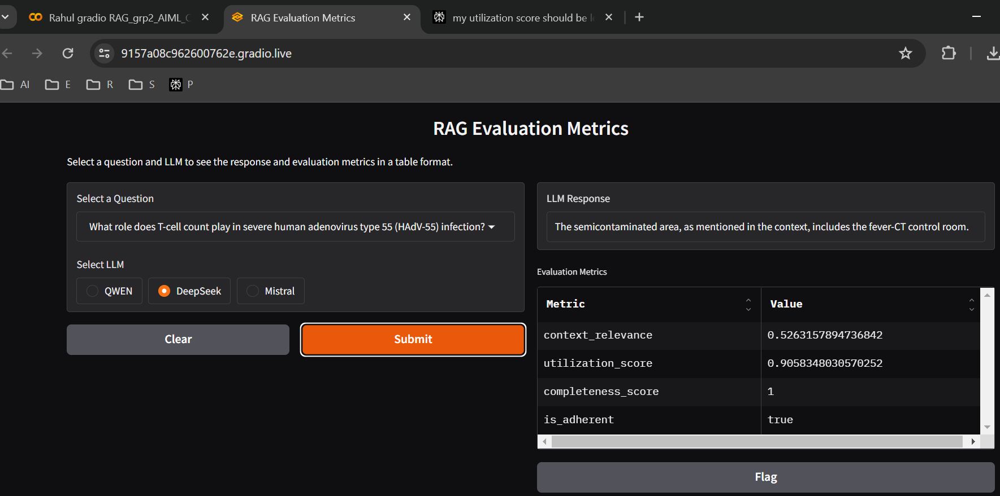 Rahul gradio RAG_grp2_AIML_C
RAG Evaluation Metrics
my utilization score should be le
9157a08c962600762e.gradio.live
AI
E
R
S
P
RAG Evaluation Metrics
Select a question and LLM to see the response and evaluation metrics in a table format.
Select a Question
What role does T-cell count play in severe human adenovirus type 55 (HAdV-55) infection?
Select LLM
QWEN
DeepSeek
Mistral
Clear
Submit
LLM Response
The semicontaminated area, as mentioned in the context, includes the fever-CT control room.
Evaluation Metrics
Metric Value
context_relevance 0.5263157894736842
utilization_score 0.9058348030570252
completeness_score 1
is_adherent true
Flag